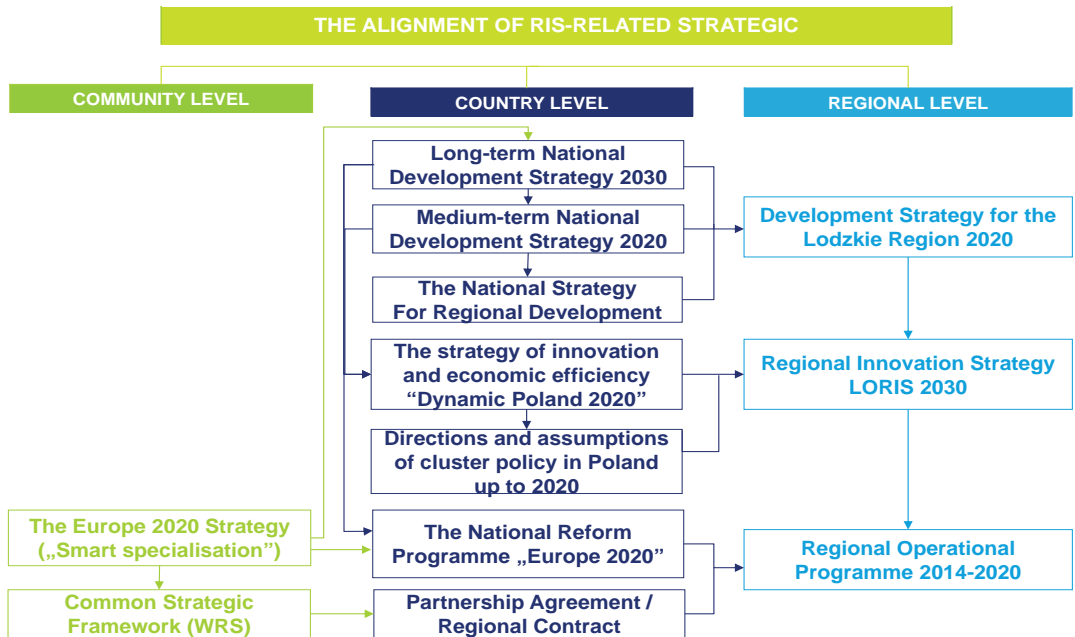 THE ALIGNMENT OF RIS-RELATED STRATEGIC
COMMUNITY LEVEL
COUNTRY LEVEL
REGIONAL LEVEL
Long-term National
Development Strategy 2030
Medium-term National
Development Strategy 2020
Development Strategy for the
Lodzkie Region 2020
The National Strategy
For Regional Development
The strategy of innovation
and economic efficiency
“Dynamic Poland 2020”
Regional Innovation Strategy
LORIS 2030
Directions and assumptions
of cluster policy in Poland
up to 2020
The Europe 2020 Strategy
(„Smart specialisation”)
The National Reform
Programme „Europe 2020”
Regional Operational
Programme 2014-2020
Common Strategic
Framework (WRS)
Partnership Agreement /
Regional Contract